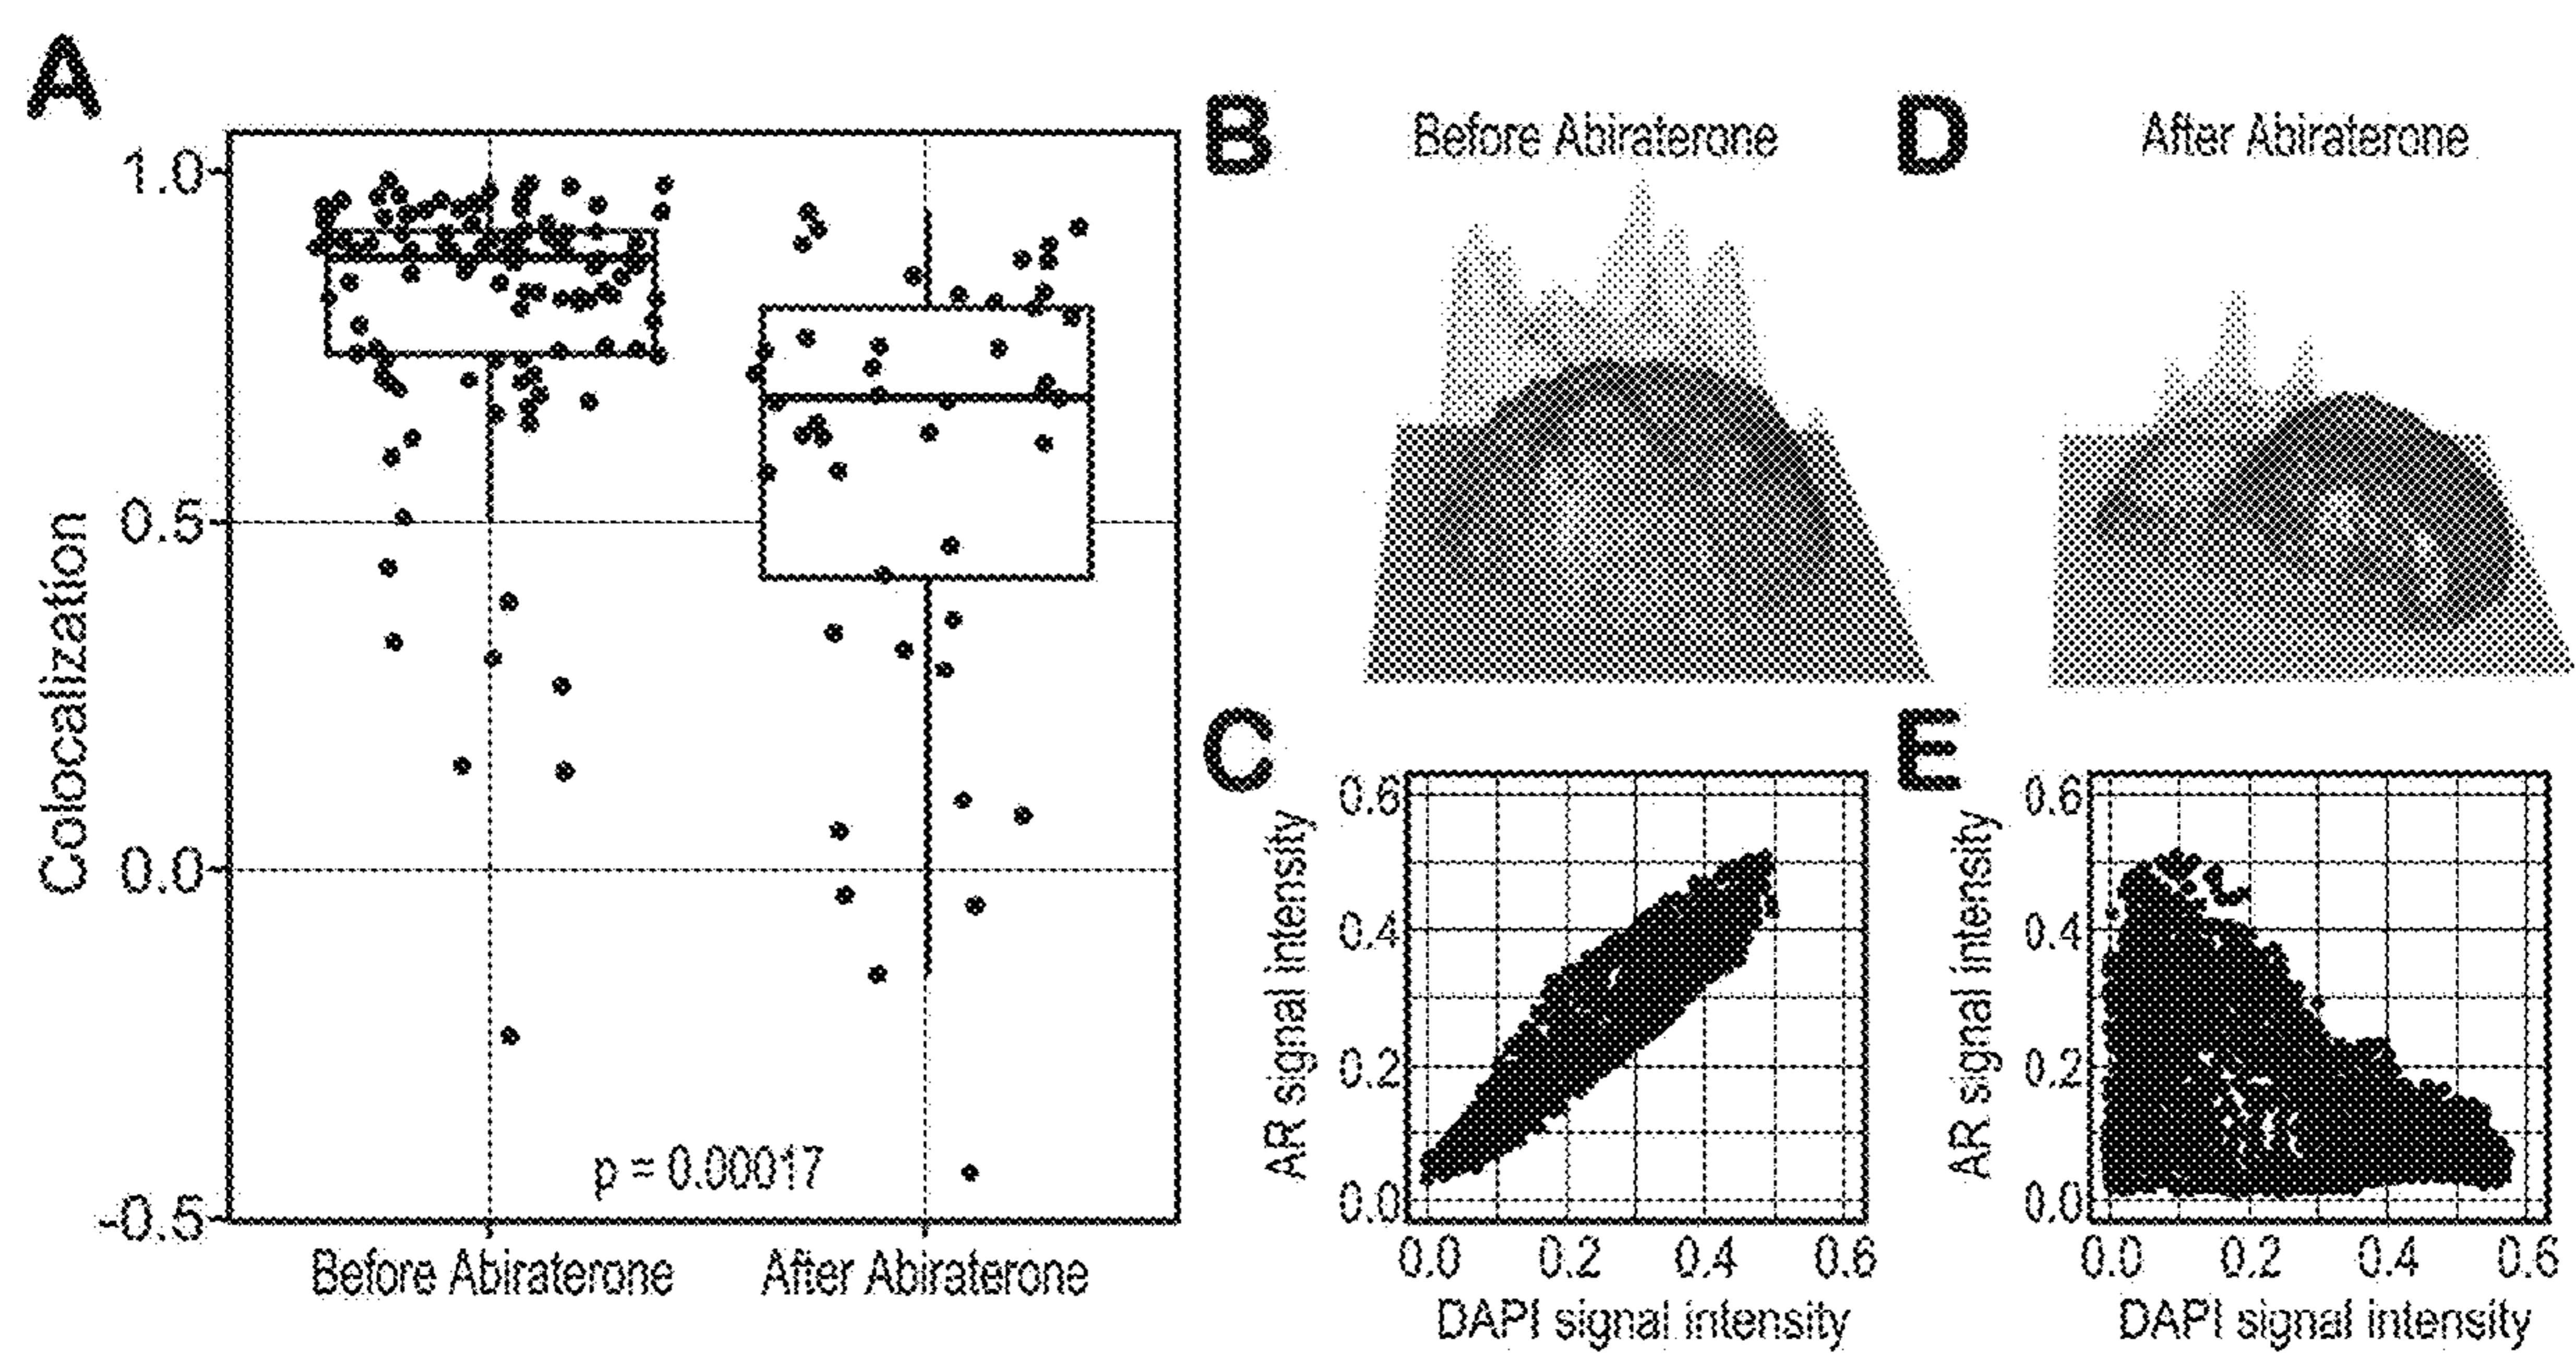 A
1.0
0.5
0.0
-0.5
Colocalization
p = 0.00017
Before Abiraterone
After Abiraterone
B
Before Abiraterone
D
After Abiraterone
C
0.6
0.4
0.2
0.0
AR signal intensity
0.0 0.2 0.4 0.6
DAPI signal intensity
E
0.6
0.4
0.2
0.0
AR signal intensity
0.0 0.2 0.4 0.6
DAPI signal intensity